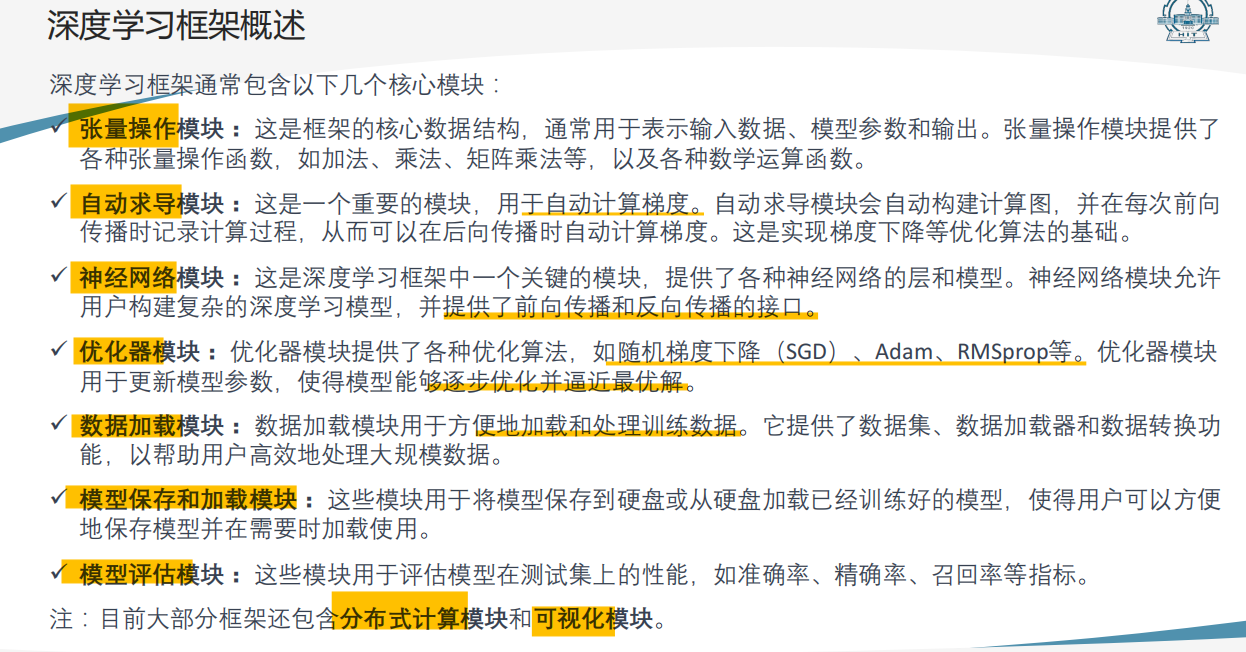 深度学习框架概述
HIT
深度学习框架通常包含以下几个核心模块：
✓ 张量操作模块：这是框架的核心数据结构，通常用于表示输入数据、模型参数和输出。张量操作模块提供了
各种张量操作函数，如加法、乘法、矩阵乘法等，以及各种数学运算函数。
✓ 自动求导模块：这是一个重要的模块，用于自动计算梯度。自动求导模块会自动构建计算图，并在每次前向
传播时记录计算过程，从而可以在后向传播时自动计算梯度。这是实现梯度下降等优化算法的基础。
✓ 神经网络模块：这是深度学习框架中一个关键的模块，提供了各种神经网络的层和模型。神经网络模块允许
用户构建复杂的深度学习模型，并提供了前向传播和反向传播的接口。
✓ 优化器模块：优化器模块提供了各种优化算法，如随机梯度下降（SGD）、Adam、RMSprop等。优化器模块
用于更新模型参数，使得模型能够逐步优化并逼近最优解。
✓ 数据加载模块：数据加载模块用于方便地加载和处理训练数据。它提供了数据集、数据加载器和数据转换功
能，以帮助用户高效地处理大规模数据。
✓ 模型保存和加载模块：这些模块用于将模型保存到硬盘或从硬盘加载已经训练好的模型，使得用户可以方便
地保存模型并在需要时加载使用。
✓ 模型评估模块：这些模块用于评估模型在测试集上的性能，如准确率、精确率、召回率等指标。
注：目前大部分框架还包含分布式计算模块和可视化模块。